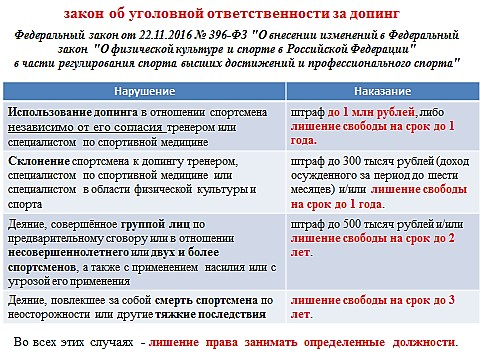 закон об уголовной ответственности за допинг
Федеральный закон от 22.11.2016 № 396-ФЗ "О внесении изменений в Федеральный
закон "О физической культуре и спорте в Российской Федерации"
в части регулирования спорта высших достижений и профессионального спорта"
Нарушение
Наказание
Использование допинга в отношении спортсмена
независимо от его согласия тренером или
специалистом по спортивной медицине
штраф до 1 млн рублей, либо
лишение свободы на срок до 1
года.
Склонение спортсмена к допингу тренером,
специалистом по спортивной медицине или
специалистом в области физической культуры и
спорта
штраф до 300 тысяч рублей (доход
осужденного за период до шести
месяцев) и/или лишение свободы
на срок до 1 года.
Деяние, совершённое группой лиц по
предварительному сговору или в отношении
несовершеннолетнего или двух и более
спортсменов, а также с применением насилия или с
угрозой его применения
штраф до 500 тысяч рублей и/или
лишение свободы на срок до 2
лет.
Деяние, повлекшее за собой смерть спортсмена по
неосторожности или другие тяжкие последствия
лишение свободы на срок до 3
лет.
Во всех этих случаях - лишение права занимать определенные должности.